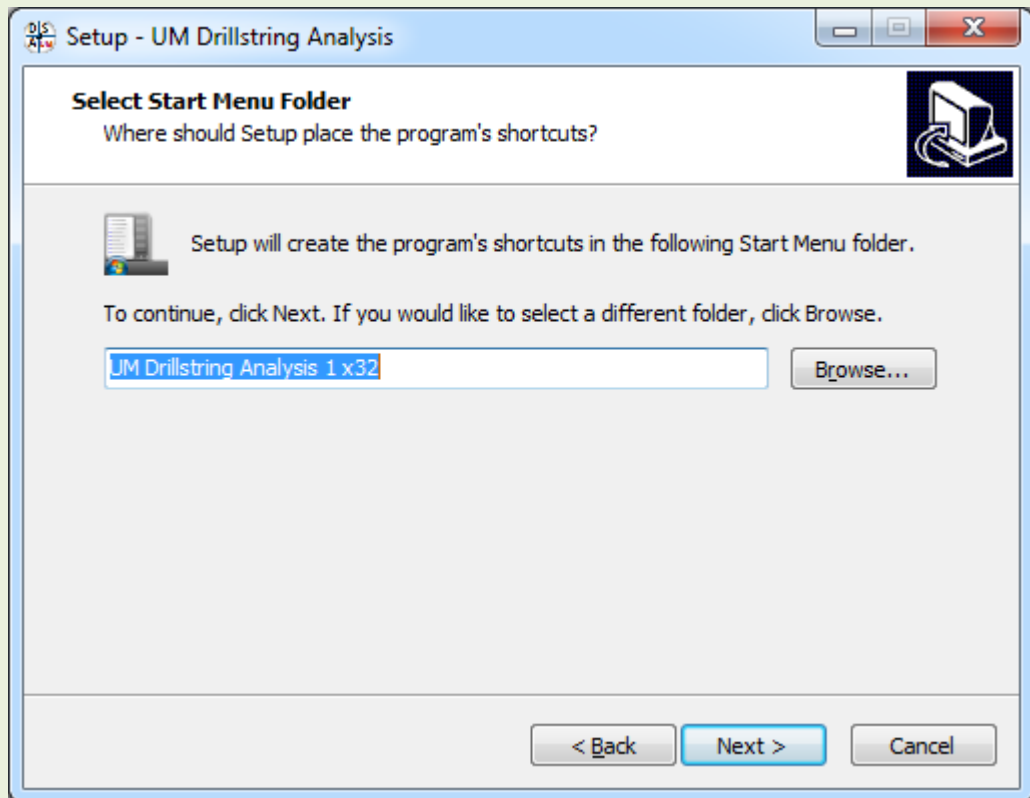 Setup - UM Drillstring Analysis
Select Start Menu Folder
Where should Setup place the program's shortcuts?
Setup will create the program's shortcuts in the following Start Menu folder.
To continue, click Next. If you would like to select a different folder, click Browse.
UM Drillstring Analysis 1 x32
Browse...
< Back
Next >
Cancel